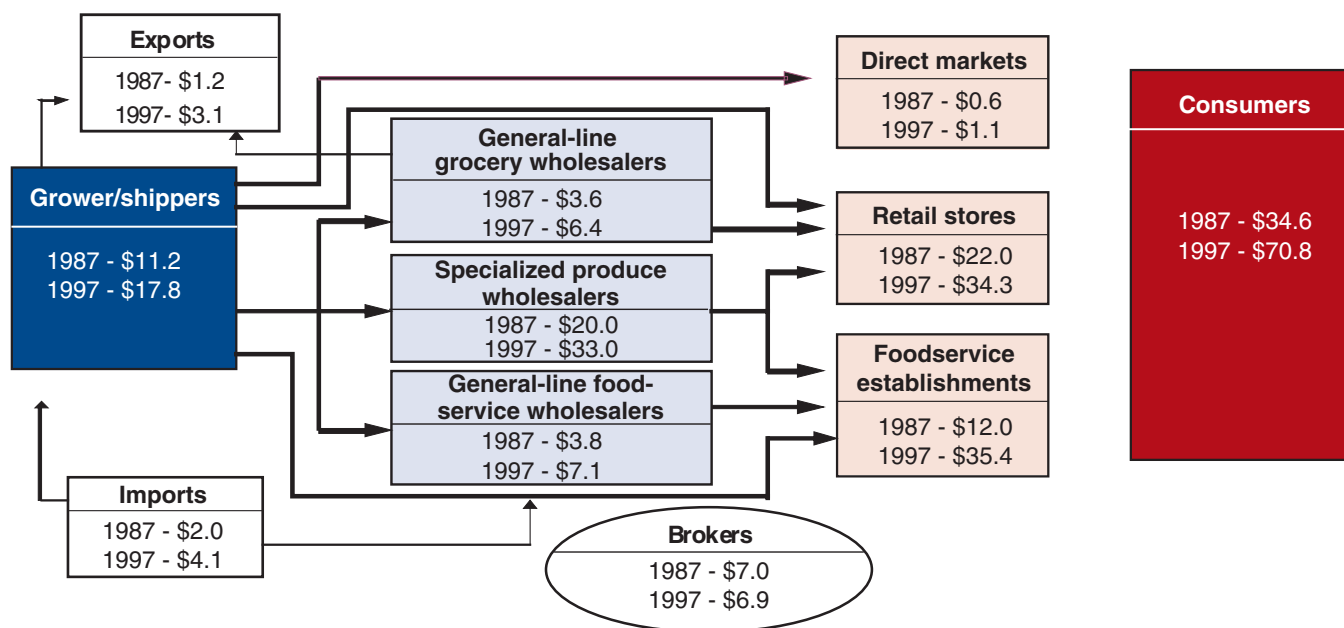 Exports
1987- $1.2
1997- $3.1
Grower/shippers
1987 - $11.2
1997 - $17.8
Imports
1987 - $2.0
1997 - $4.1
General-line
grocery wholesalers
1987 - $3.6
1997 - $6.4
Specialized produce
wholesalers
1987 - $20.0
1997 - $33.0
General-line food-
service wholesalers
1987 - $3.8
1997 - $7.1
Brokers
1987 - $7.0
1997 - $6.9
Direct markets
1987 - $0.6
1997 - $1.1
Retail stores
1987 - $22.0
1997 - $34.3
Foodservice
establishments
1987 - $12.0
1997 - $35.4
Consumers
1987 - $34.6
1997 - $70.8